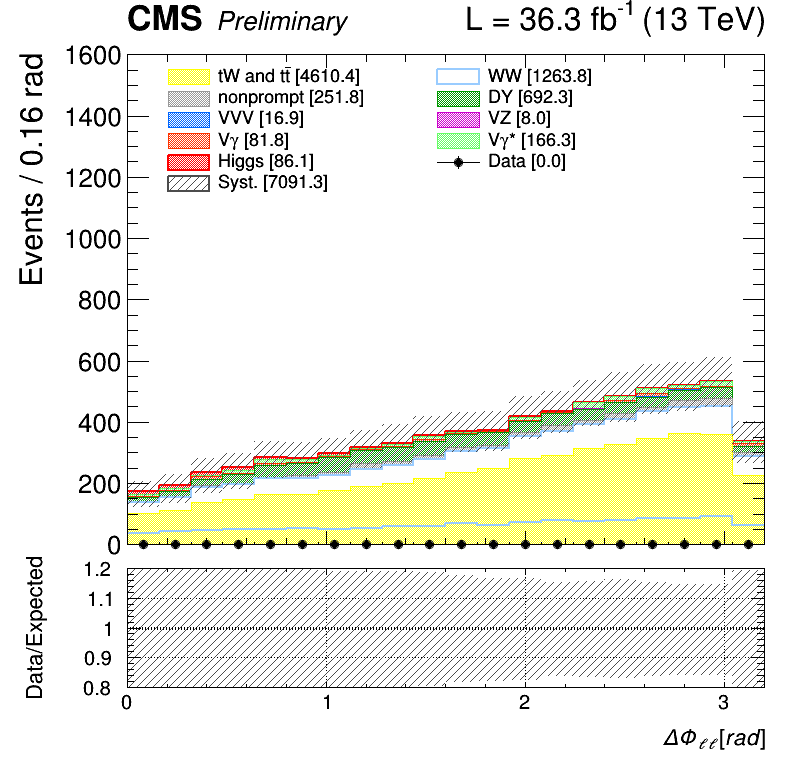 CMS Preliminary L = 36.3 fb⁻¹ (13 TeV)
Events / 0.16 rad
1600
1400
1200
1000
800
600
400
200
0
tW and tt̄ [4610.4]
nonprompt [251.8]
VVV [16.9]
Vγ [81.8]
Higgs [86.1]
Syst. [7091.3]
WW [1263.8]
DY [692.3]
VZ [8.0]
Vγ* [166.3]
Data [0.0]
Data/Expected
1.2
1.1
1
0.9
0.8
0 1 2 3
ΔΦℓℓ[rad]